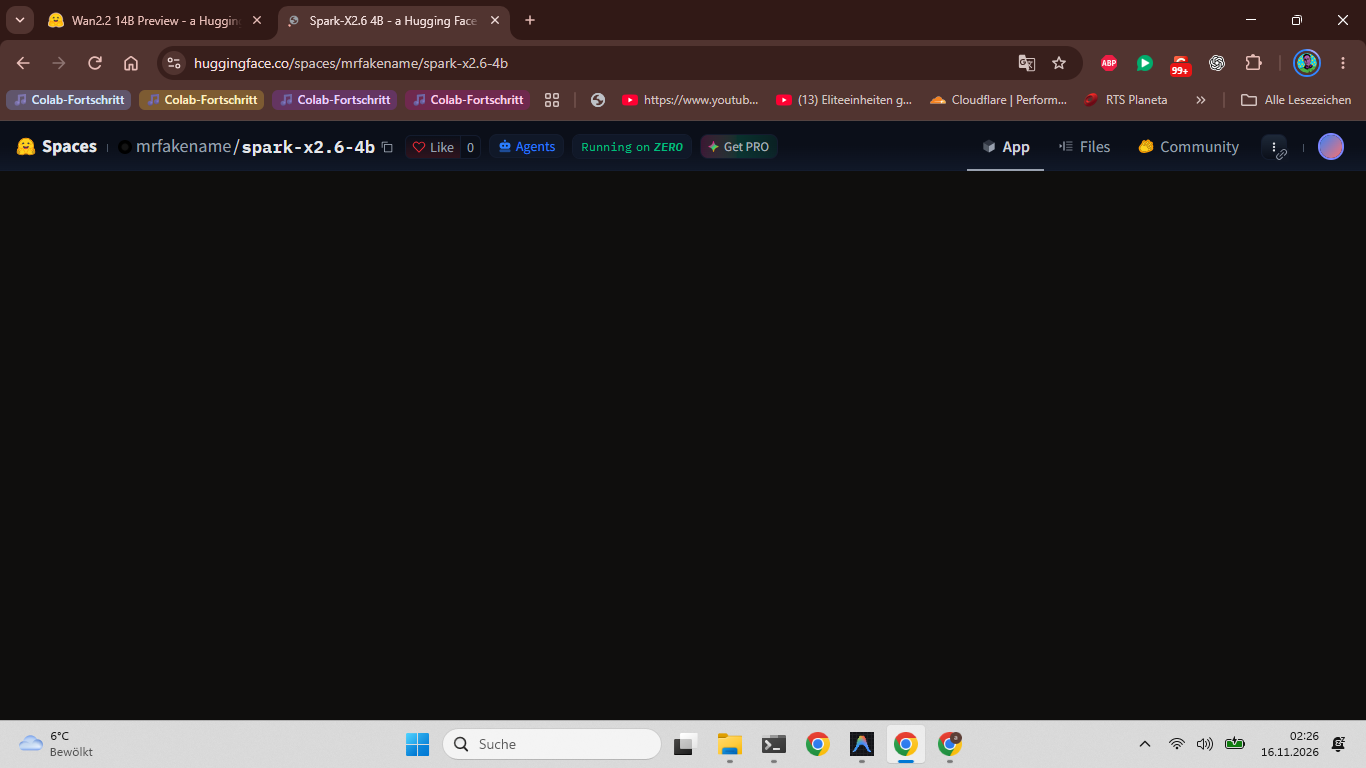 Wan2.2 14B Preview - a Hugging
Spark-X2.6 4B - a Hugging Face
huggingface.co/spaces/mrfakename/spark-x2.6-4b
ABP
99+
Colab-Fortschritt
Colab-Fortschritt
Colab-Fortschritt
Colab-Fortschritt
https://www.youtub...
(13) Eliteeinheiten g...
Cloudflare | Perform...
RTS Planeta
»
Alle Lesezeichen
Spaces
mrfakename/spark-x2.6-4b
Like 0
Agents
Running on ZERO
Get PRO
App
Files
Community
6°C
Bewölkt
Suche
02:26
16.11.2026